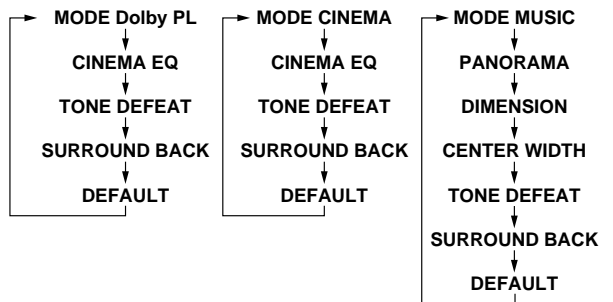 MODE Dolby PL
CINEMA EQ
TONE DEFEAT
SURROUND BACK
DEFAULT
MODE CINEMA
CINEMA EQ
TONE DEFEAT
SURROUND BACK
DEFAULT
MODE MUSIC
PANORAMA
DIMENSION
CENTER WIDTH
TONE DEFEAT
SURROUND BACK
DEFAULT